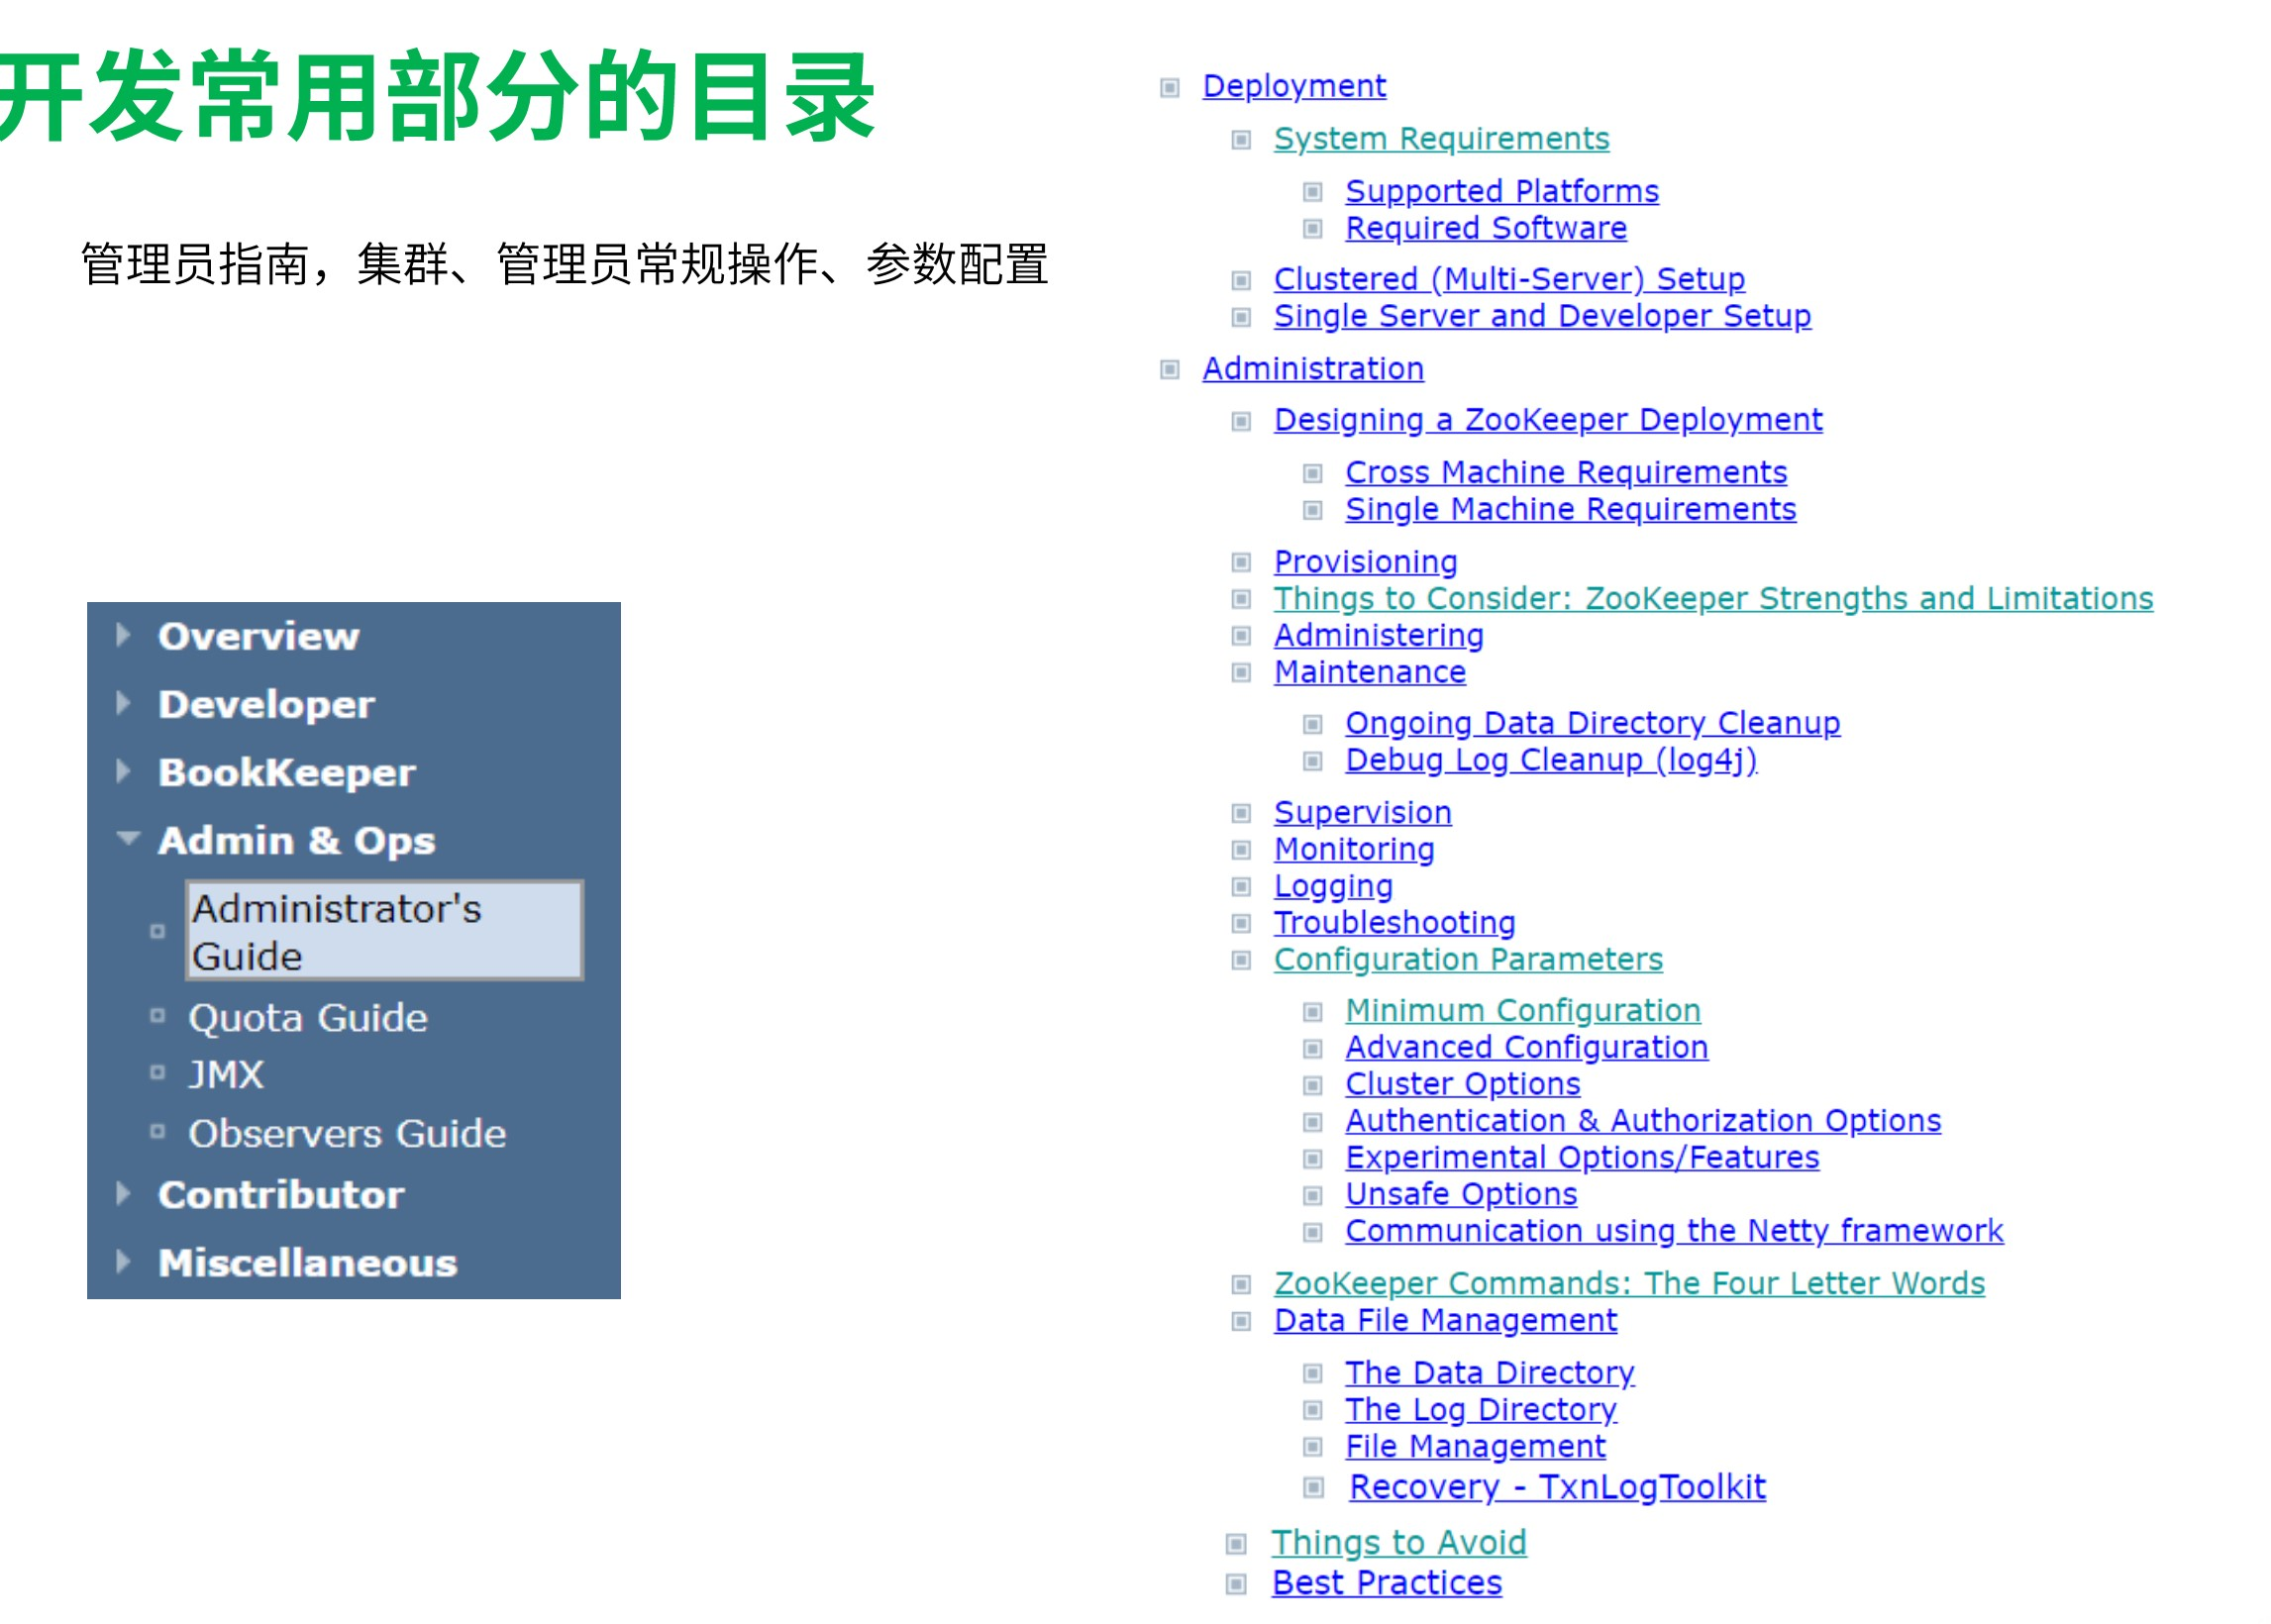 开发常用部分的目录
管理员指南，集群、管理员常规操作、参数配置
Overview
Developer
BookKeeper
Admin & Ops
Administrator's
Guide
Quota Guide
JMX
Observers Guide
Contributor
Miscellaneous
Deployment
System Requirements
Supported Platforms
Required Software
Clustered (Multi-Server) Setup
Single Server and Developer Setup
Administration
Designing a ZooKeeper Deployment
Cross Machine Requirements
Single Machine Requirements
Provisioning
Things to Consider: ZooKeeper Strengths and Limitations
Administering
Maintenance
Ongoing Data Directory Cleanup
Debug Log Cleanup (log4j)
Supervision
Monitoring
Logging
Troubleshooting
Configuration Parameters
Minimum Configuration
Advanced Configuration
Cluster Options
Authentication & Authorization Options
Experimental Options/Features
Unsafe Options
Communication using the Netty framework
ZooKeeper Commands: The Four Letter Words
Data File Management
The Data Directory
The Log Directory
File Management
Recovery - TxnLogToolkit
Things to Avoid
Best Practices